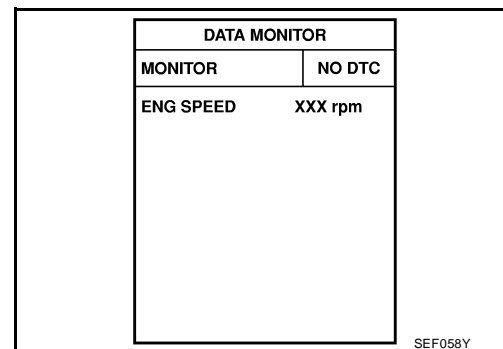 DATA MONITOR
MONITOR NO DTC
ENG SPEED XXX rpm
SEF058Y